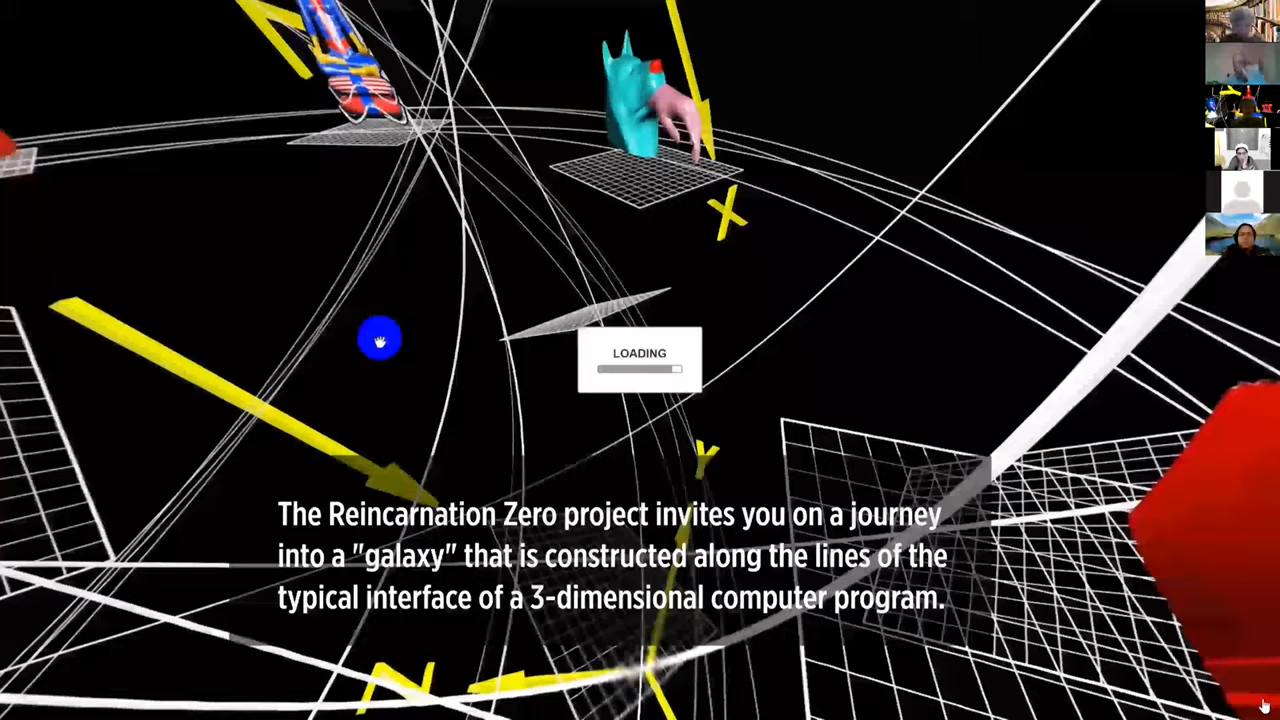 X
LOADING
Y
The Reincarnation Zero project invites you on a journey
into a "galaxy" that is constructed along the lines of the
typical interface of a 3-dimensional computer program.